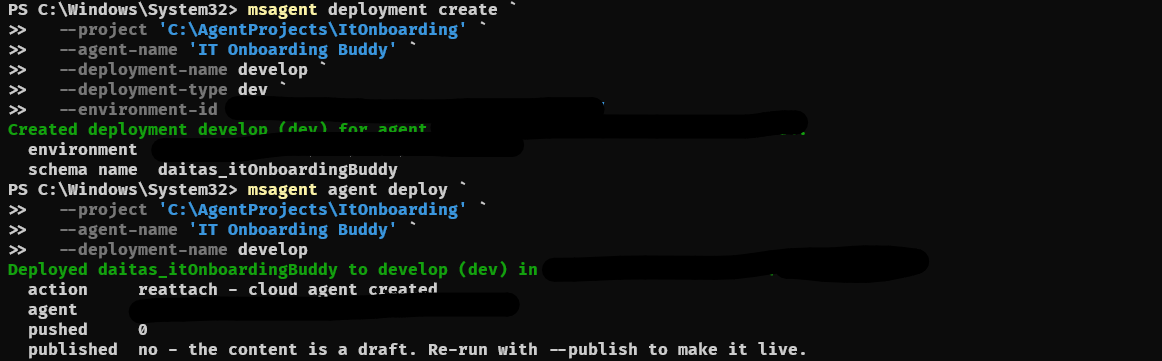 PS C:\Windows\System32> msagent deployment create `
>>   --project 'C:\AgentProjects\ItOnboarding' `
>>   --agent-name 'IT Onboarding Buddy' `
>>   --deployment-name develop `
>>   --deployment-type dev `
>>   --environment-id
Created deployment develop (dev) for agent
  environment
  schema name  daitas_itOnboardingBuddy
PS C:\Windows\System32> msagent agent deploy `
>>   --project 'C:\AgentProjects\ItOnboarding' `
>>   --agent-name 'IT Onboarding Buddy' `
>>   --deployment-name develop
Deployed daitas_itOnboardingBuddy to develop (dev) in
  action     reattach - cloud agent created
  agent
  pushed     0
  published  no - the content is a draft. Re-run with --publish to make it live.